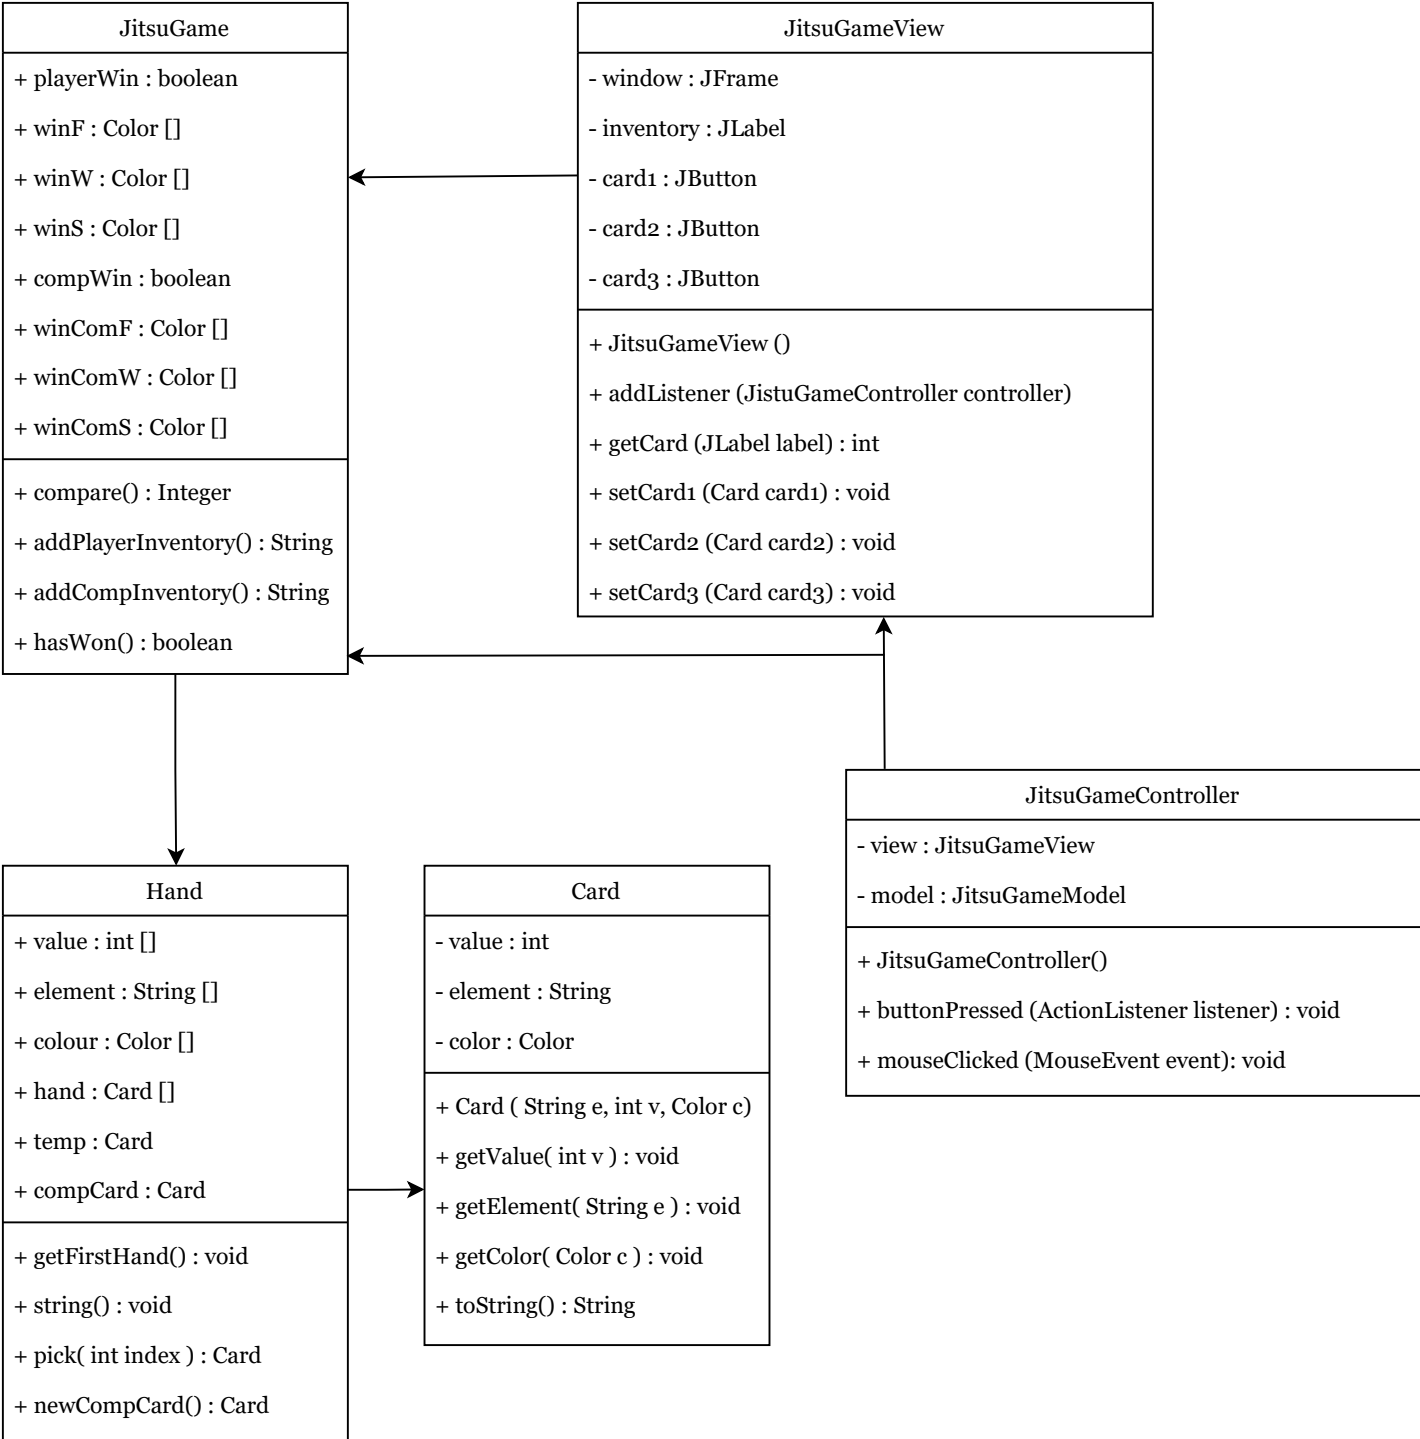 JitsuGame
+ playerWin : boolean
+ winF : Color []
+ winW : Color []
+ winS : Color []
+ compWin : boolean
+ winComF : Color []
+ winComW : Color []
+ winComS : Color []
+ compare() : Integer
+ addPlayerInventory() : String
+ addCompInventory() : String
+ hasWon() : boolean
JitsuGameView
- window : JFrame
- inventory : JLabel
- card1 : JButton
- card2 : JButton
- card3 : JButton
+ JitsuGameView ()
+ addListener (JistuGameController controller)
+ getCard (JLabel label) : int
+ setCard1 (Card card1) : void
+ setCard2 (Card card2) : void
+ setCard3 (Card card3) : void
JitsuGameController
- view : JitsuGameView
- model : JitsuGameModel
+ JitsuGameController()
+ buttonPressed (ActionListener listener) : void
+ mouseClicked (MouseEvent event): void
Hand
+ value : int []
+ element : String []
+ colour : Color []
+ hand : Card []
+ temp : Card
+ compCard : Card
+ getFirstHand() : void
+ string() : void
+ pick( int index ) : Card
+ newCompCard() : Card
Card
- value : int
- element : String
- color : Color
+ Card ( String e, int v, Color c)
+ getValue( int v ) : void
+ getElement( String e ) : void
+ getColor( Color c ) : void
+ toString() : String